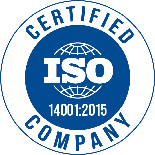 CERTIFIED
ISO
14001:2015
COMPANY